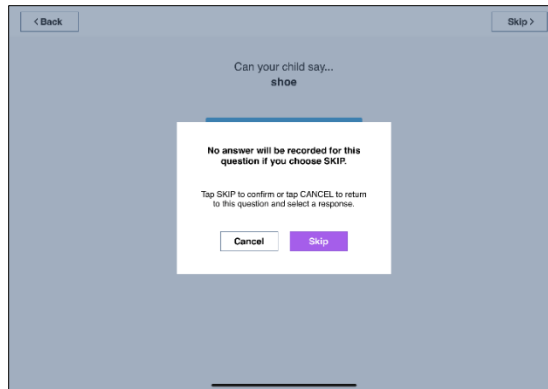 < Back
Skip >
Can your child say...
shoe
No answer will be recorded for this
question if you choose SKIP.
Tap SKIP to confirm or tap CANCEL to return
to this question and select a response.
Cancel
Skip